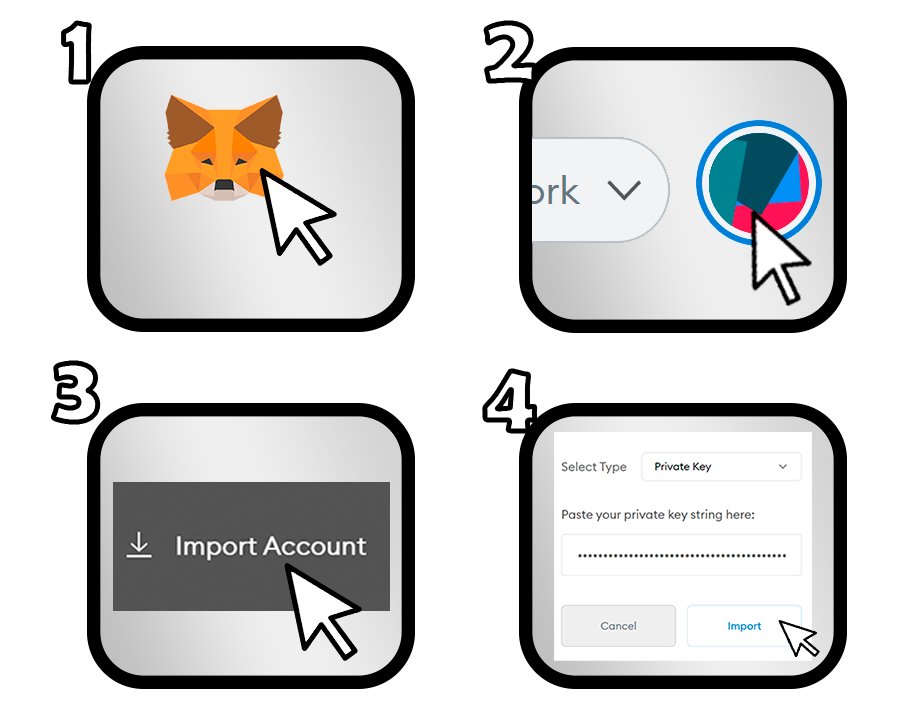 1
2
ork
3
Import Account
4
Select Type Private Key
Paste your private key string here:
Cancel Import